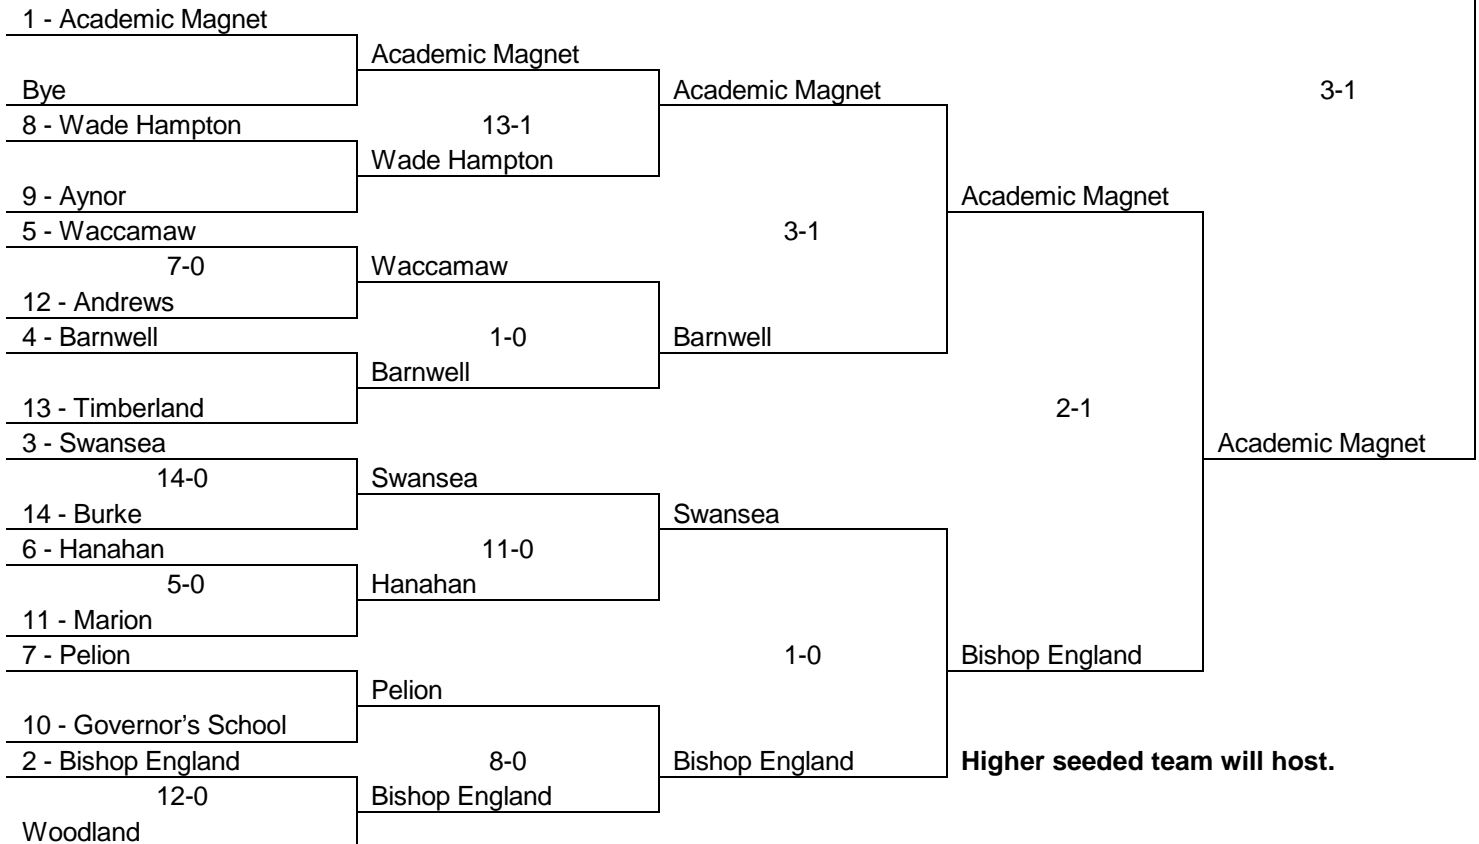 1 - Academic Magnet
Academic Magnet
Bye
Academic Magnet
3-1
8 - Wade Hampton
13-1
Wade Hampton
9 - Aynor
Academic Magnet
5 - Waccamaw
3-1
7-0
Waccamaw
12 - Andrews
4 - Barnwell
1-0
Barnwell
Barnwell
13 - Timberland
2-1
3 - Swansea
Academic Magnet
14-0
Swansea
14 - Burke
Swansea
6 - Hanahan
11-0
5-0
Hanahan
11 - Marion
7 - Pelion
1-0
Bishop England
Pelion
10 - Governor’s School
2 - Bishop England
8-0
Bishop England
Higher seeded team will host.
12-0
Bishop England
Woodland